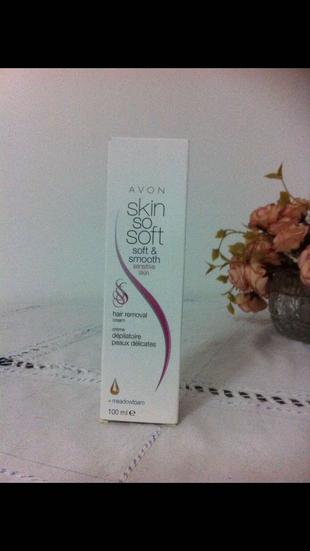 AVON
skin
so
soft
soft &
smooth
sensitive
skin
hair removal
cream
crème
dépilatoire
peaux délicates
+ meadowfoam
100 ml e